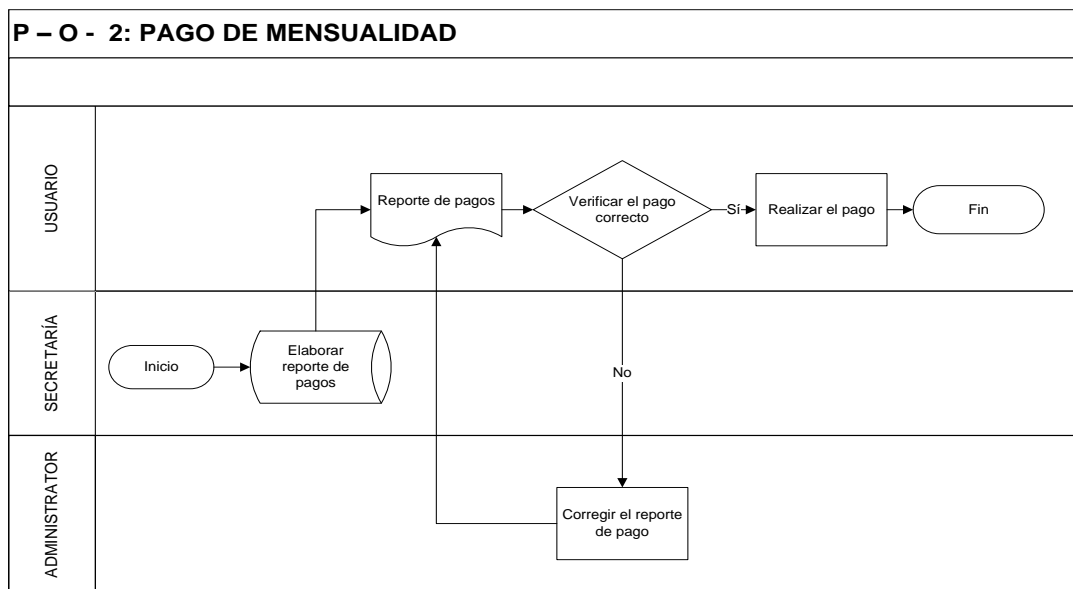 P – O - 2: PAGO DE MENSUALIDAD
USUARIO
Reporte de pagos
Verificar el pago
correcto
Sí
Realizar el pago
Fin
SECRETARÍA
Inicio
Elaborar
reporte de
pagos
No
ADMINISTRATOR
Corregir el reporte
de pago